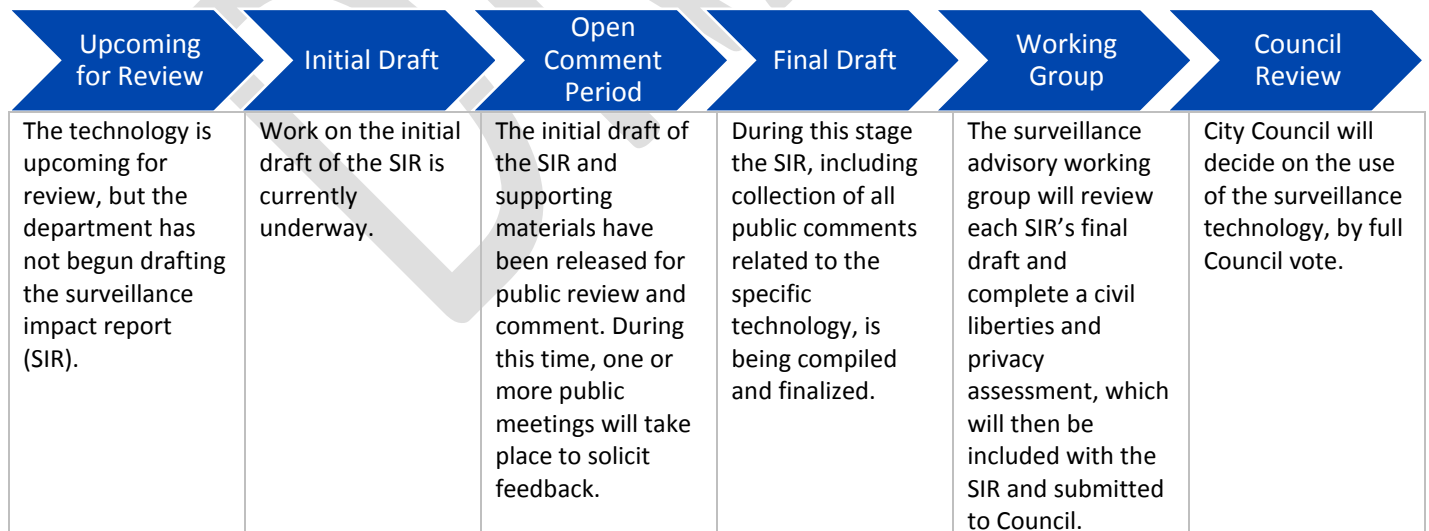 Upcoming
for Review
Initial Draft
Open
Comment
Period
Final Draft
Working
Group
Council
Review
The technology is
upcoming for
review, but the
department has
not begun drafting
the surveillance
impact report
(SIR).
Work on the initial
draft of the SIR is
currently
underway.
The initial draft of
the SIR and
supporting
materials have
been released for
public review and
comment. During
this time, one or
more public
meetings will take
place to solicit
feedback.
During this stage
the SIR, including
collection of all
public comments
related to the
specific
technology, is
being compiled
and finalized.
The surveillance
advisory working
group will review
each SIR’s final
draft and
complete a civil
liberties and
privacy
assessment, which
will then be
included with the
SIR and submitted
to Council.
City Council will
decide on the use
of the surveillance
technology, by full
Council vote.